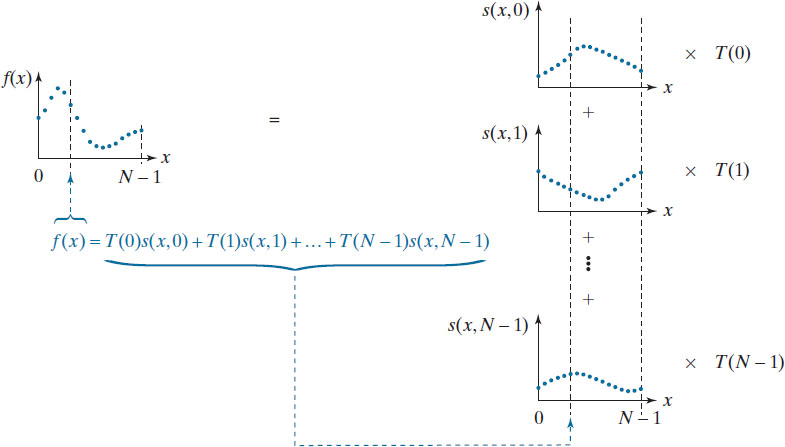 s(x,0)
× T(0)
x
f(x)
=
+
s(x,1)
× T(1)
x
0 N – 1
x
+
⋮
+
f(x) = T(0)s(x,0) + T(1)s(x,1) + … + T(N – 1)s(x,N – 1)
s(x,N – 1)
× T(N – 1)
x
0 N – 1